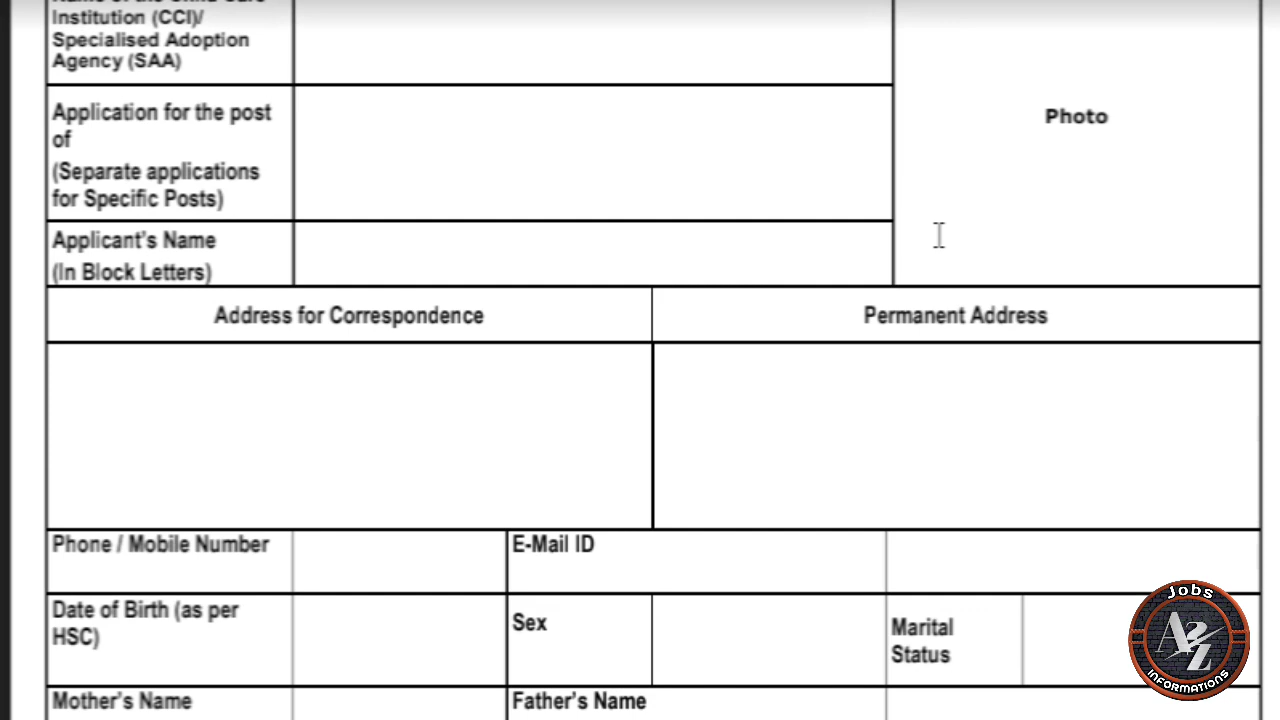 Institution (CCI)/
Specialised Adoption
Agency (SAA)
Photo
Application for the post
of
(Separate applications
for Specific Posts)
Applicant's Name
(In Block Letters)
Address for Correspondence
Permanent Address
Phone / Mobile Number
E-Mail ID
Date of Birth (as per
HSC)
Sex
Marital
Status
Mother's Name
Father's Name
Jobs
A2Z
INFORMATIONS